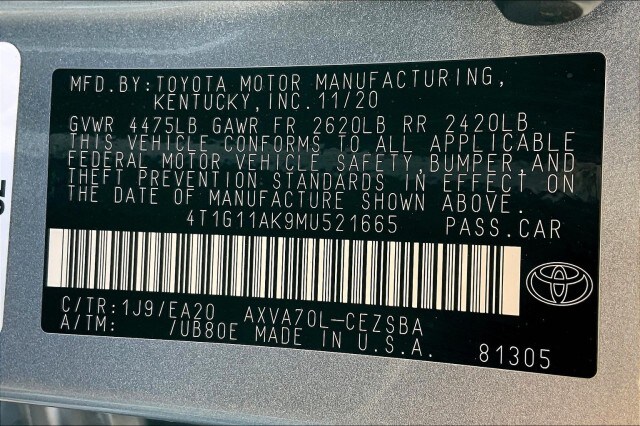 MFD.BY:TOYOTA MOTOR MANUFACTURING,
KENTUCKY,INC.11/20
GVWR 4475LB GAWR FR 2620LB RR 2420LB
THIS VEHICLE CONFORMS TO ALL APPLICABLE
FEDERAL MOTOR VEHICLE SAFETY,BUMPER,AND
THEFT PREVENTION STANDARDS IN EFFECT ON
THE DATE OF MANUFACTURE SHOWN ABOVE.
4T1G11AK9MU521665 PASS.CAR
C/TR:1J9/EA20 AXVA70L-CEZSBA
A/TM: /UB80E MADE IN U.S.A. 81305